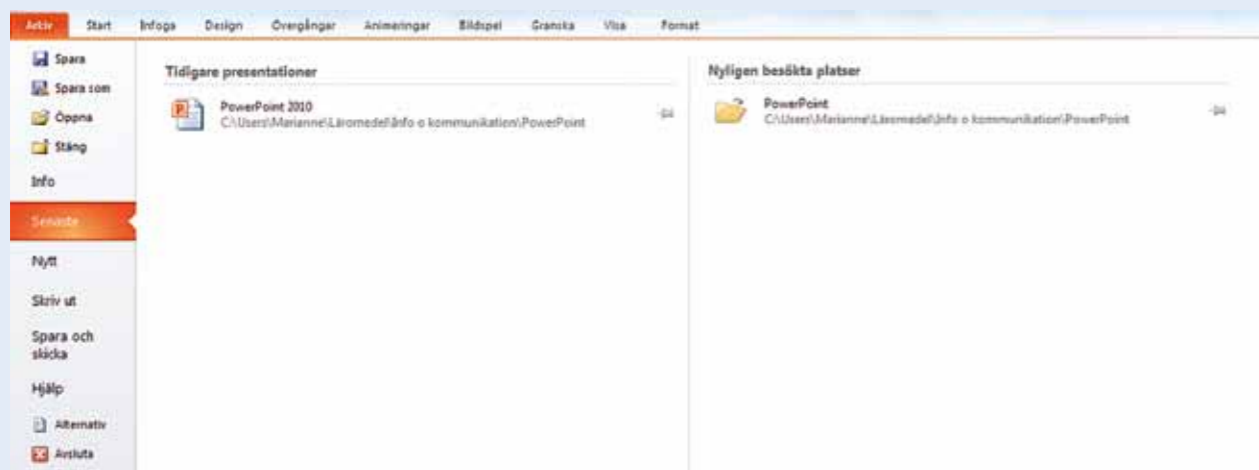 Arkiv Start Infoga Design Övergångar Animeringar Bildspel Granska Visa Format
Spara
Spara som
Öppna
Stäng
Info
Senaste
Nytt
Skriv ut
Spara och
skicka
Hjälp
Alternativ
Avsluta
Tidigare presentationer
PowerPoint 2010
C:\Users\Marianne\Läromedel\Info o kommunikation\PowerPoint
Nyligen besökta platser
PowerPoint
C:\Users\Marianne\Läromedel\Info o kommunikation\PowerPoint